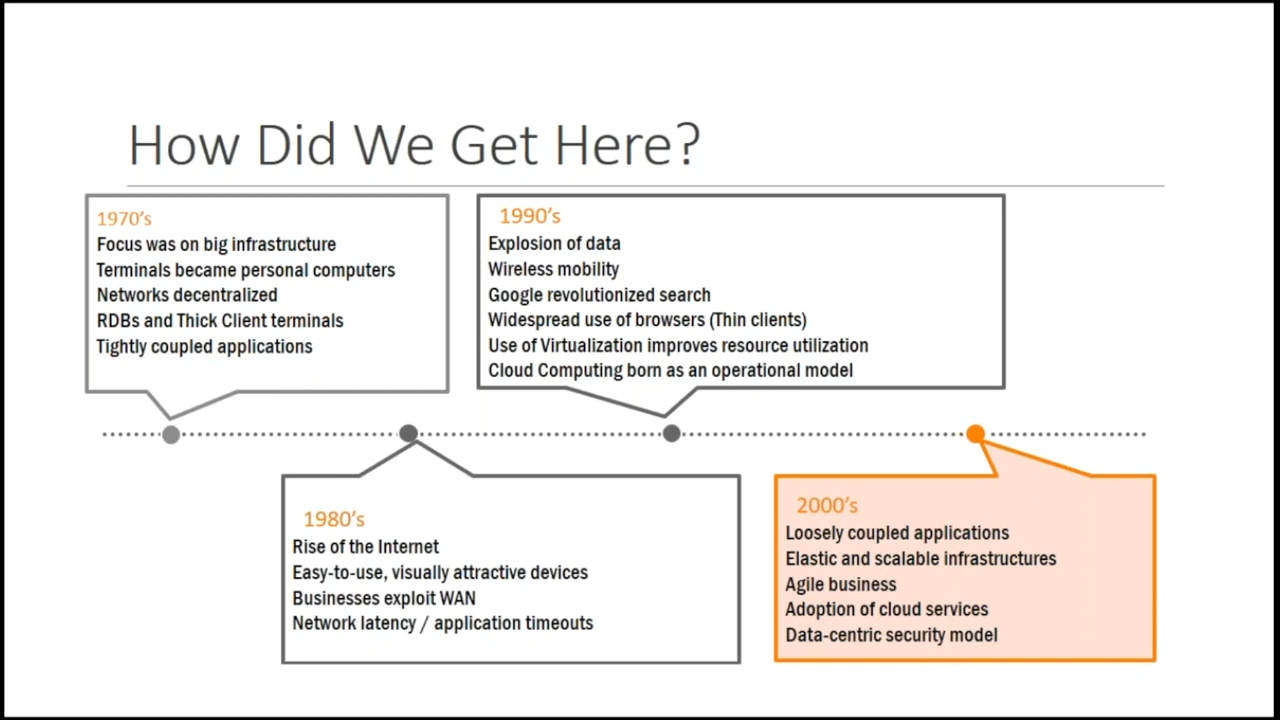 How Did We Get Here?
1970's
Focus was on big infrastructure
Terminals became personal computers
Networks decentralized
RDBs and Thick Client terminals
Tightly coupled applications
1990's
Explosion of data
Wireless mobility
Google revolutionized search
Widespread use of browsers (Thin clients)
Use of Virtualization improves resource utilization
Cloud Computing born as an operational model
1980's
Rise of the Internet
Easy-to-use, visually attractive devices
Businesses exploit WAN
Network latency / application timeouts
2000's
Loosely coupled applications
Elastic and scalable infrastructures
Agile business
Adoption of cloud services
Data-centric security model